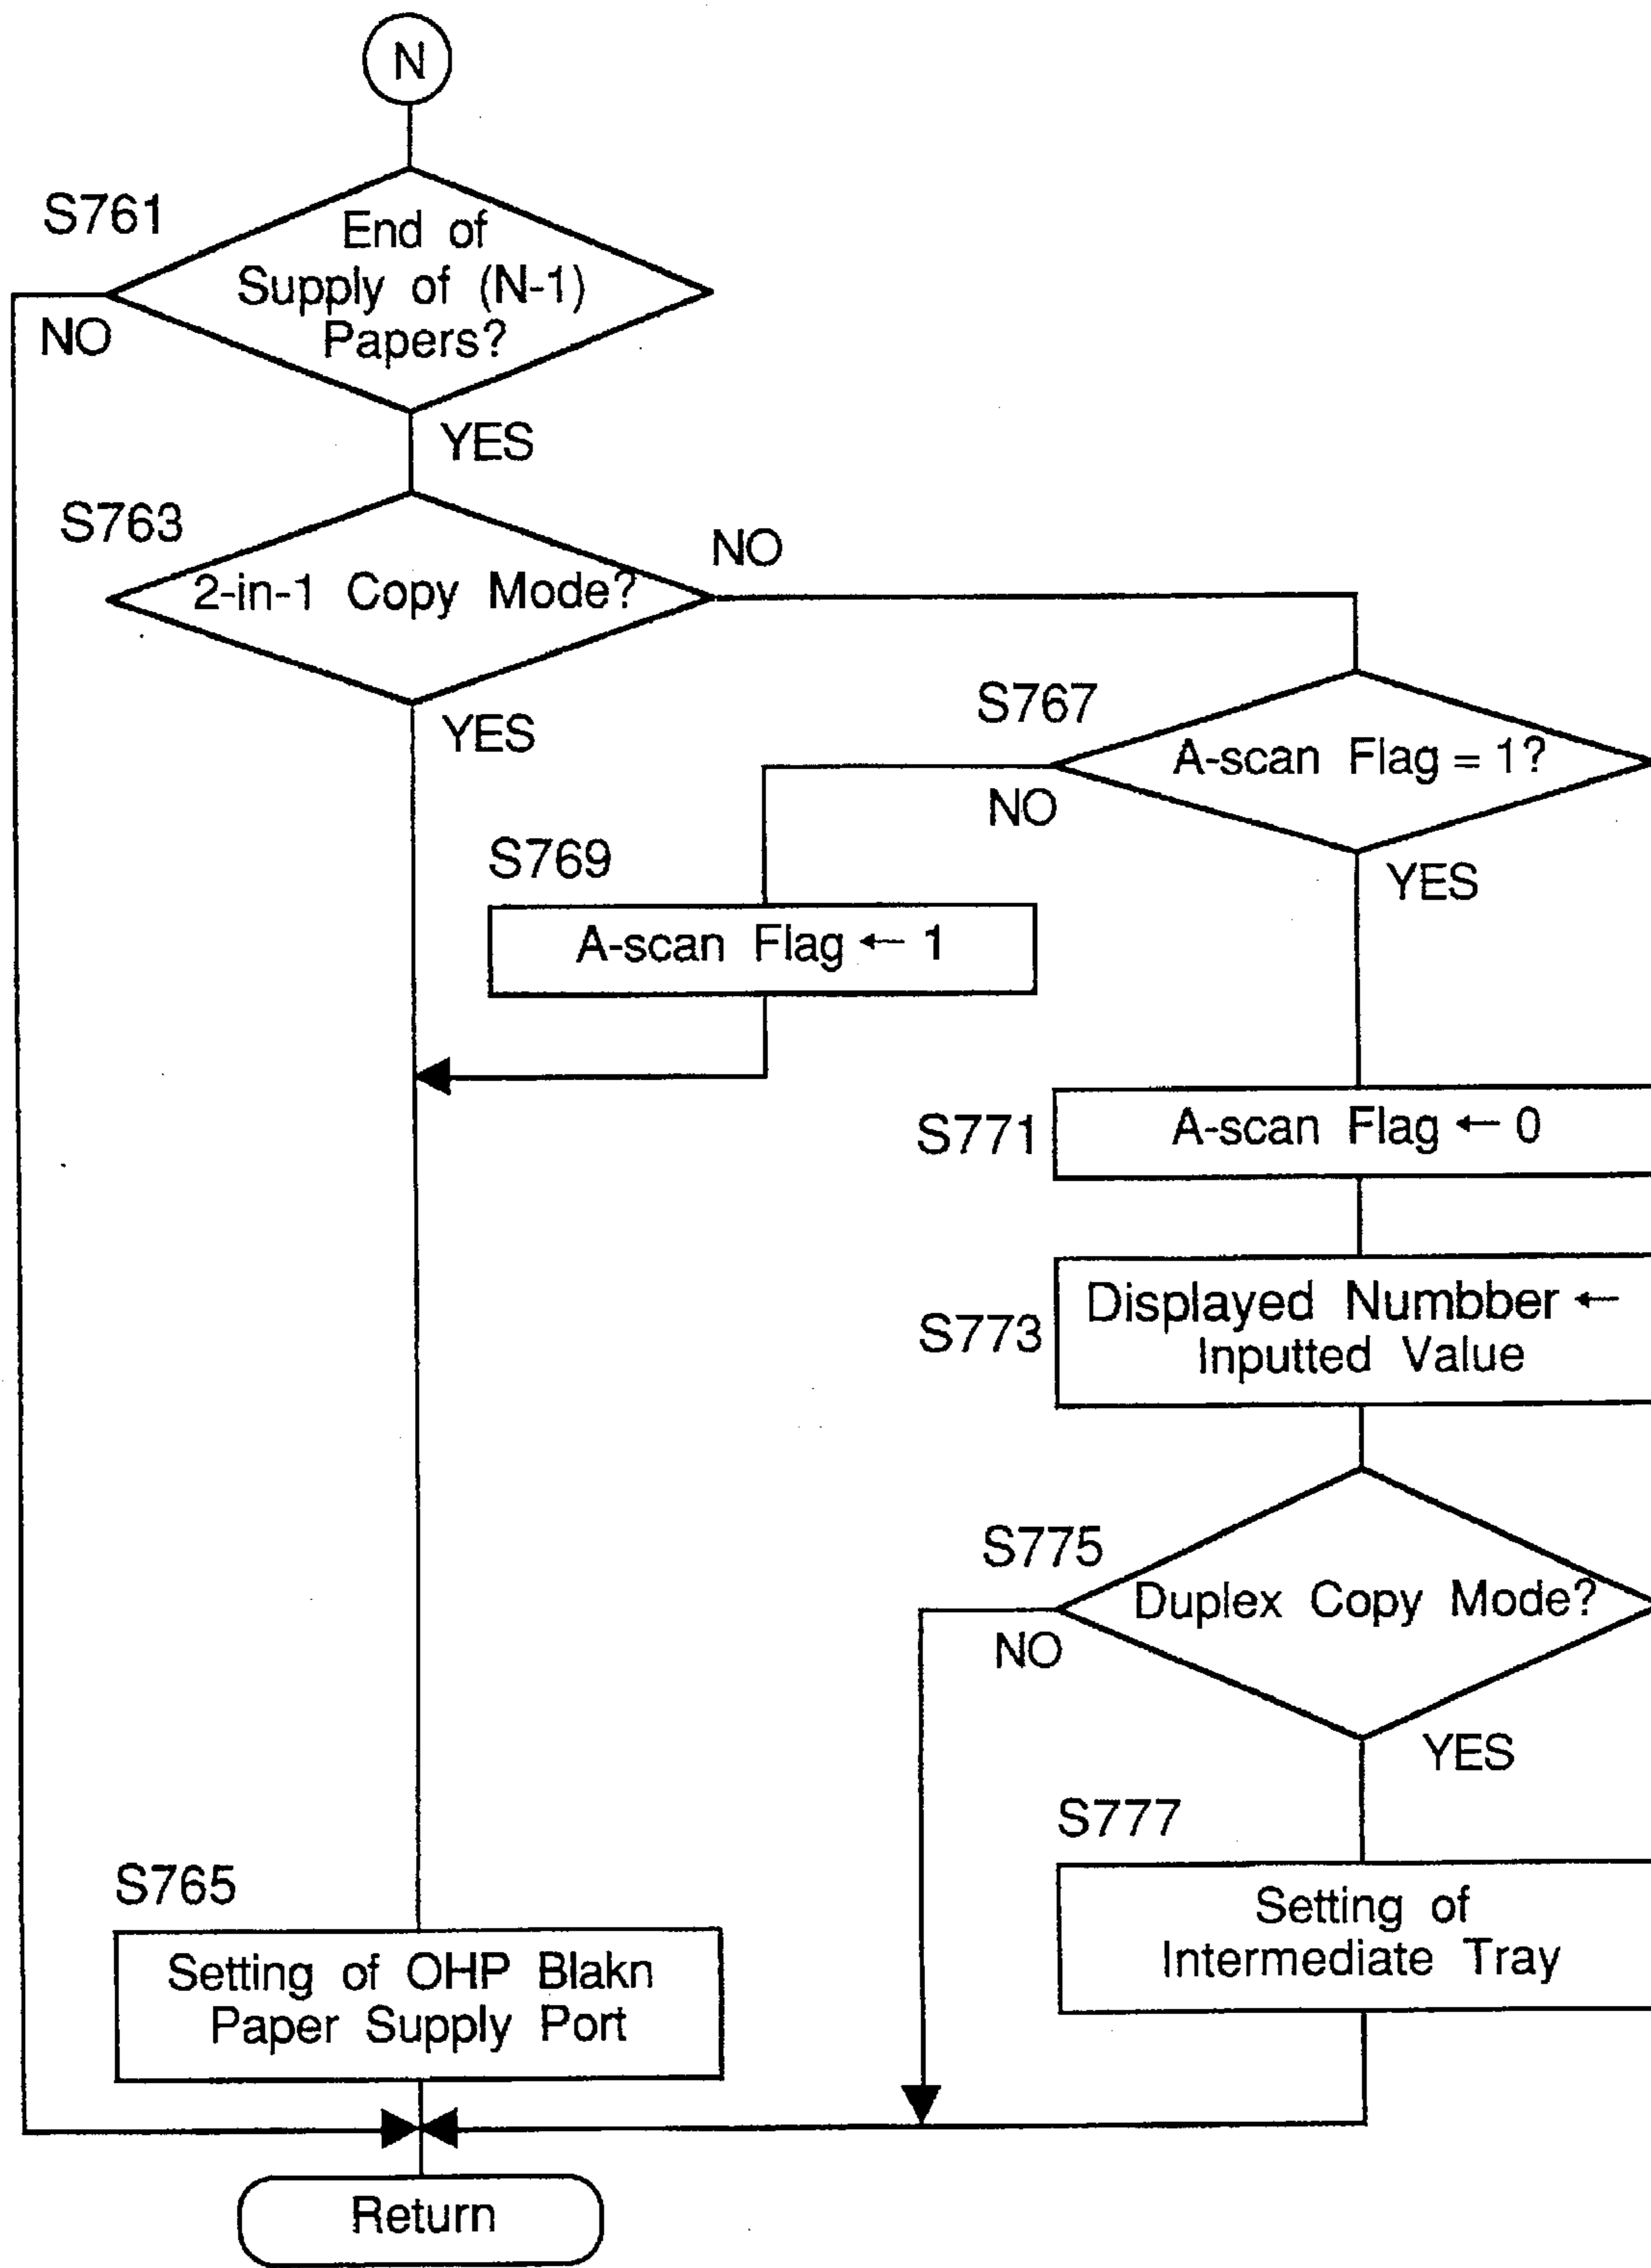 N
S761
End of
Supply of (N-1)
Papers?
NO
YES
S763
2-in-1 Copy Mode?
NO
YES
S767
A-scan Flag = 1?
NO
YES
S769
A-scan Flag ← 1
S771
A-scan Flag ← 0
S773
Displayed Numbber ←
Inputted Value
S775
Duplex Copy Mode?
NO
YES
S777
Setting of
Intermediate Tray
S765
Setting of OHP Blakn
Paper Supply Port
Return